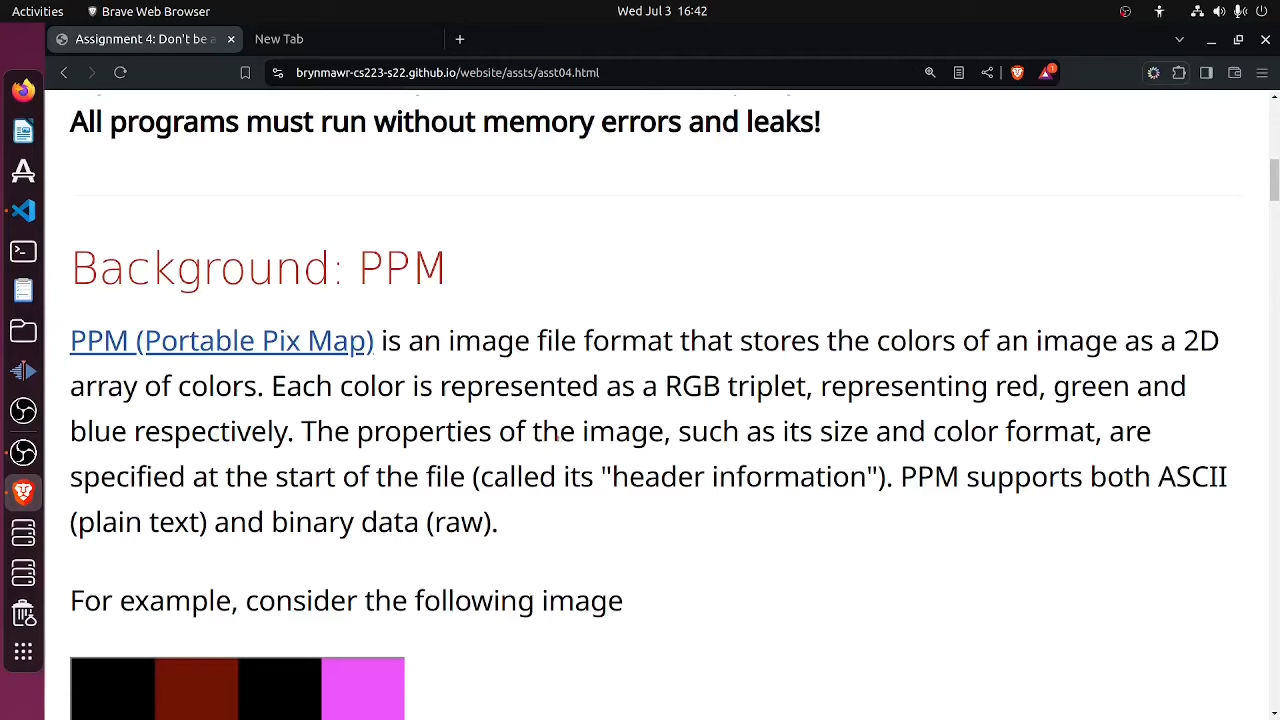 Activities
Brave Web Browser
Wed Jul 3 16:42
Assignment 4: Don't be a
New Tab
brynmawr-cs223-s22.github.io/website/assts/asst04.html
1
All programs must run without memory errors and leaks!
Background: PPM
PPM (Portable Pix Map) is an image file format that stores the colors of an image as a 2D
array of colors. Each color is represented as a RGB triplet, representing red, green and
blue respectively. The properties of the image, such as its size and color format, are
specified at the start of the file (called its "header information"). PPM supports both ASCII
(plain text) and binary data (raw).
For example, consider the following image